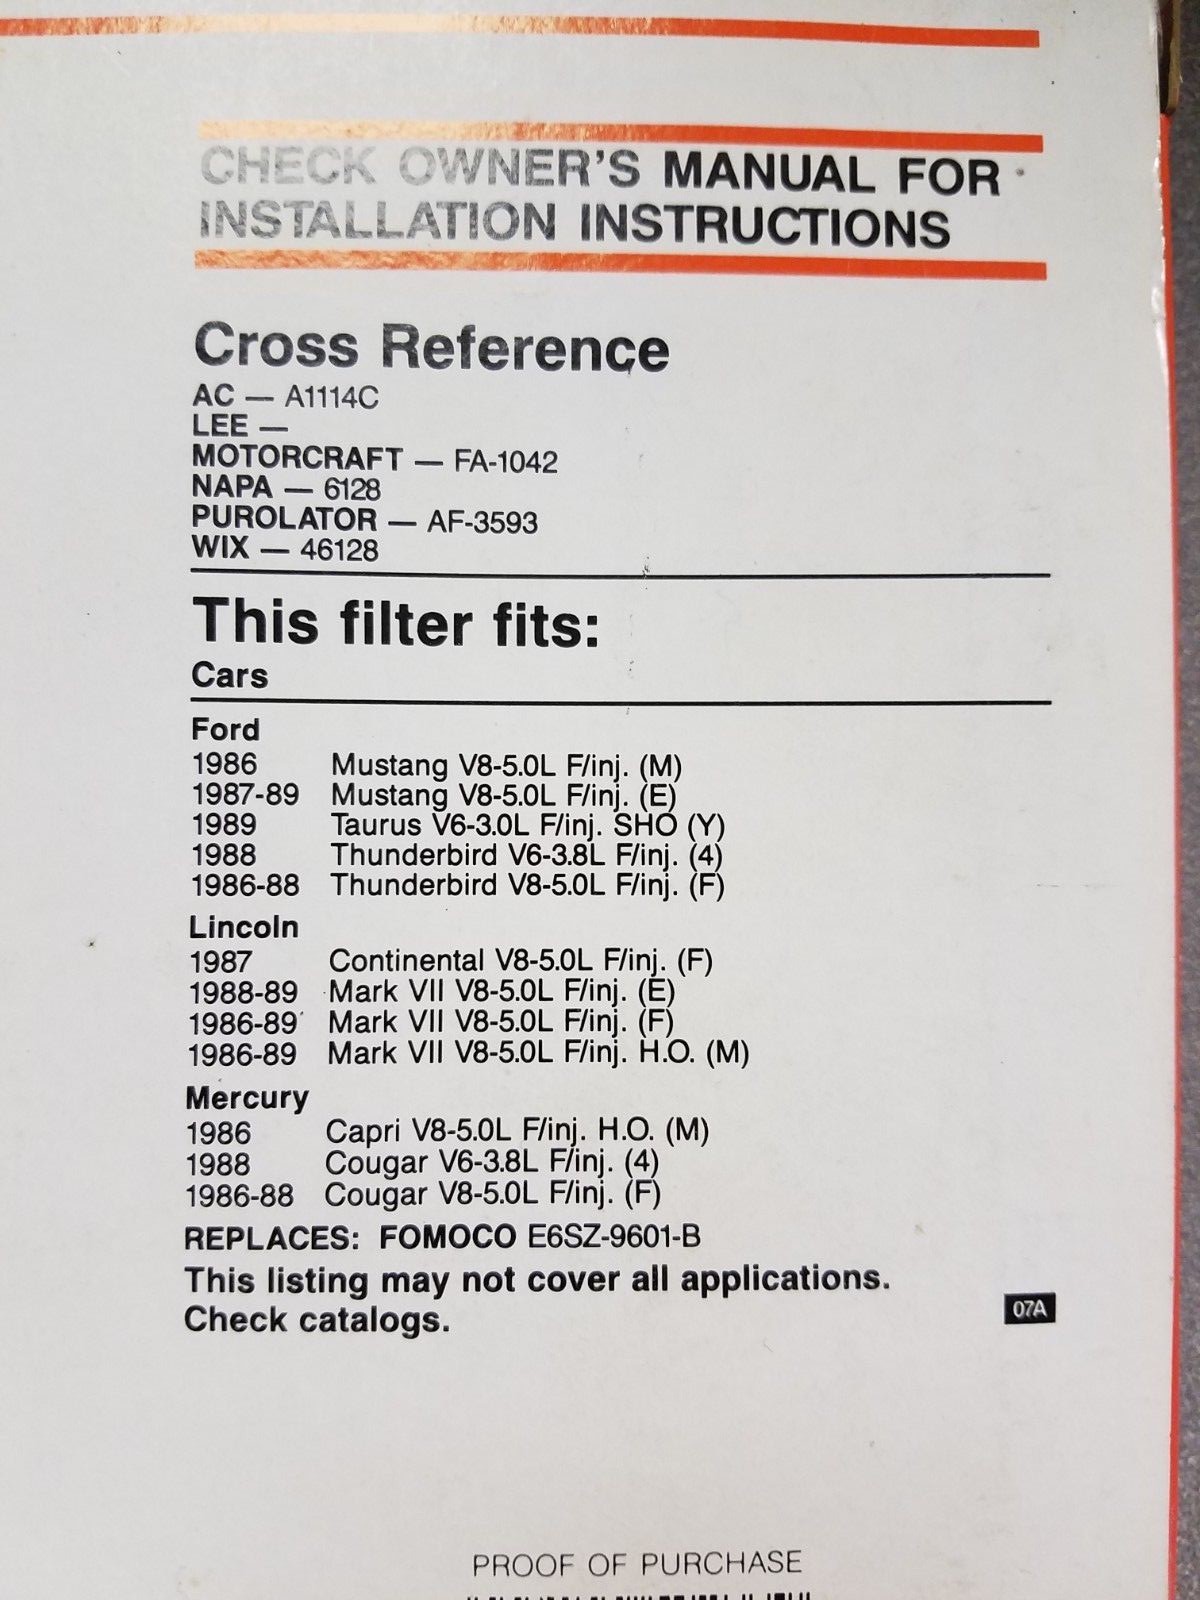 CHECK OWNER'S MANUAL FOR
INSTALLATION INSTRUCTIONS
Cross Reference
AC — A1114C
LEE —
MOTORCRAFT — FA-1042
NAPA — 6128
PUROLATOR — AF-3593
WIX — 46128
This filter fits:
Cars
Ford
1986 Mustang V8-5.0L F/inj. (M)
1987-89 Mustang V8-5.0L F/inj. (E)
1989 Taurus V6-3.0L F/inj. SHO (Y)
1988 Thunderbird V6-3.8L F/inj. (4)
1986-88 Thunderbird V8-5.0L F/inj. (F)
Lincoln
1987 Continental V8-5.0L F/inj. (F)
1988-89 Mark VII V8-5.0L F/inj. (E)
1986-89 Mark VII V8-5.0L F/inj. (F)
1986-89 Mark VII V8-5.0L F/inj. H.O. (M)
Mercury
1986 Capri V8-5.0L F/inj. H.O. (M)
1988 Cougar V6-3.8L F/inj. (4)
1986-88 Cougar V8-5.0L F/inj. (F)
REPLACES: FOMOCO E6SZ-9601-B
This listing may not cover all applications.
Check catalogs.
07A
PROOF OF PURCHASE